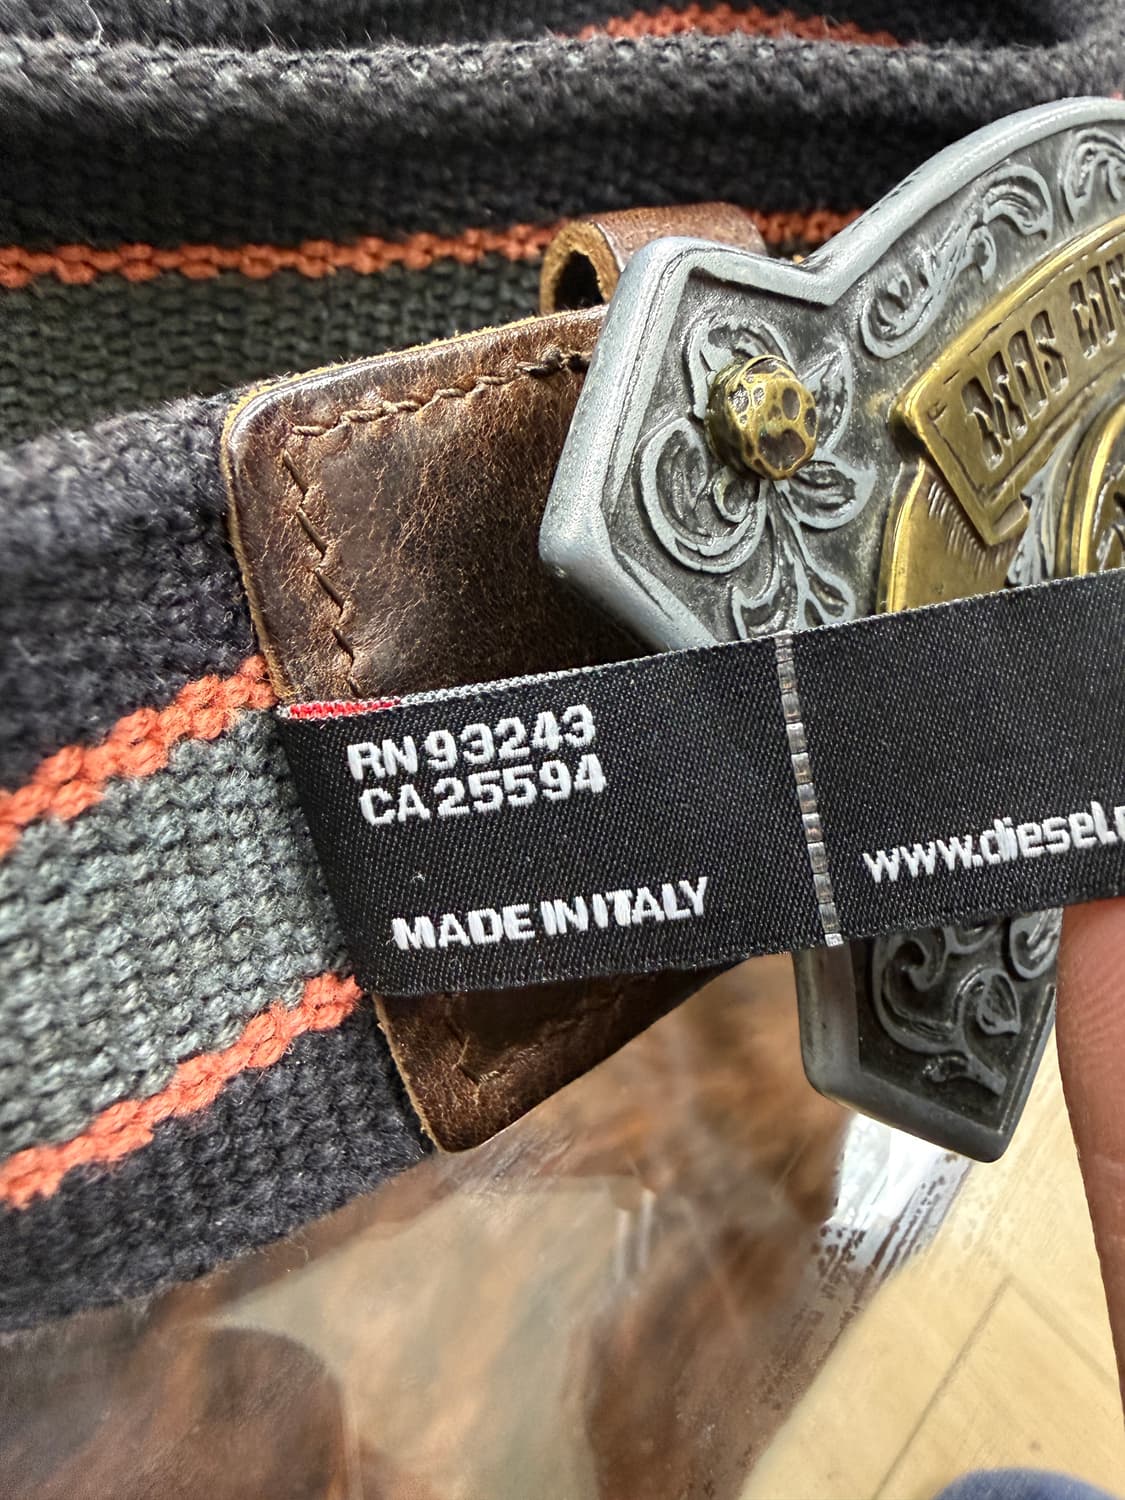 RN 93243
CA 25594
MADE IN ITALY
www.diesel.